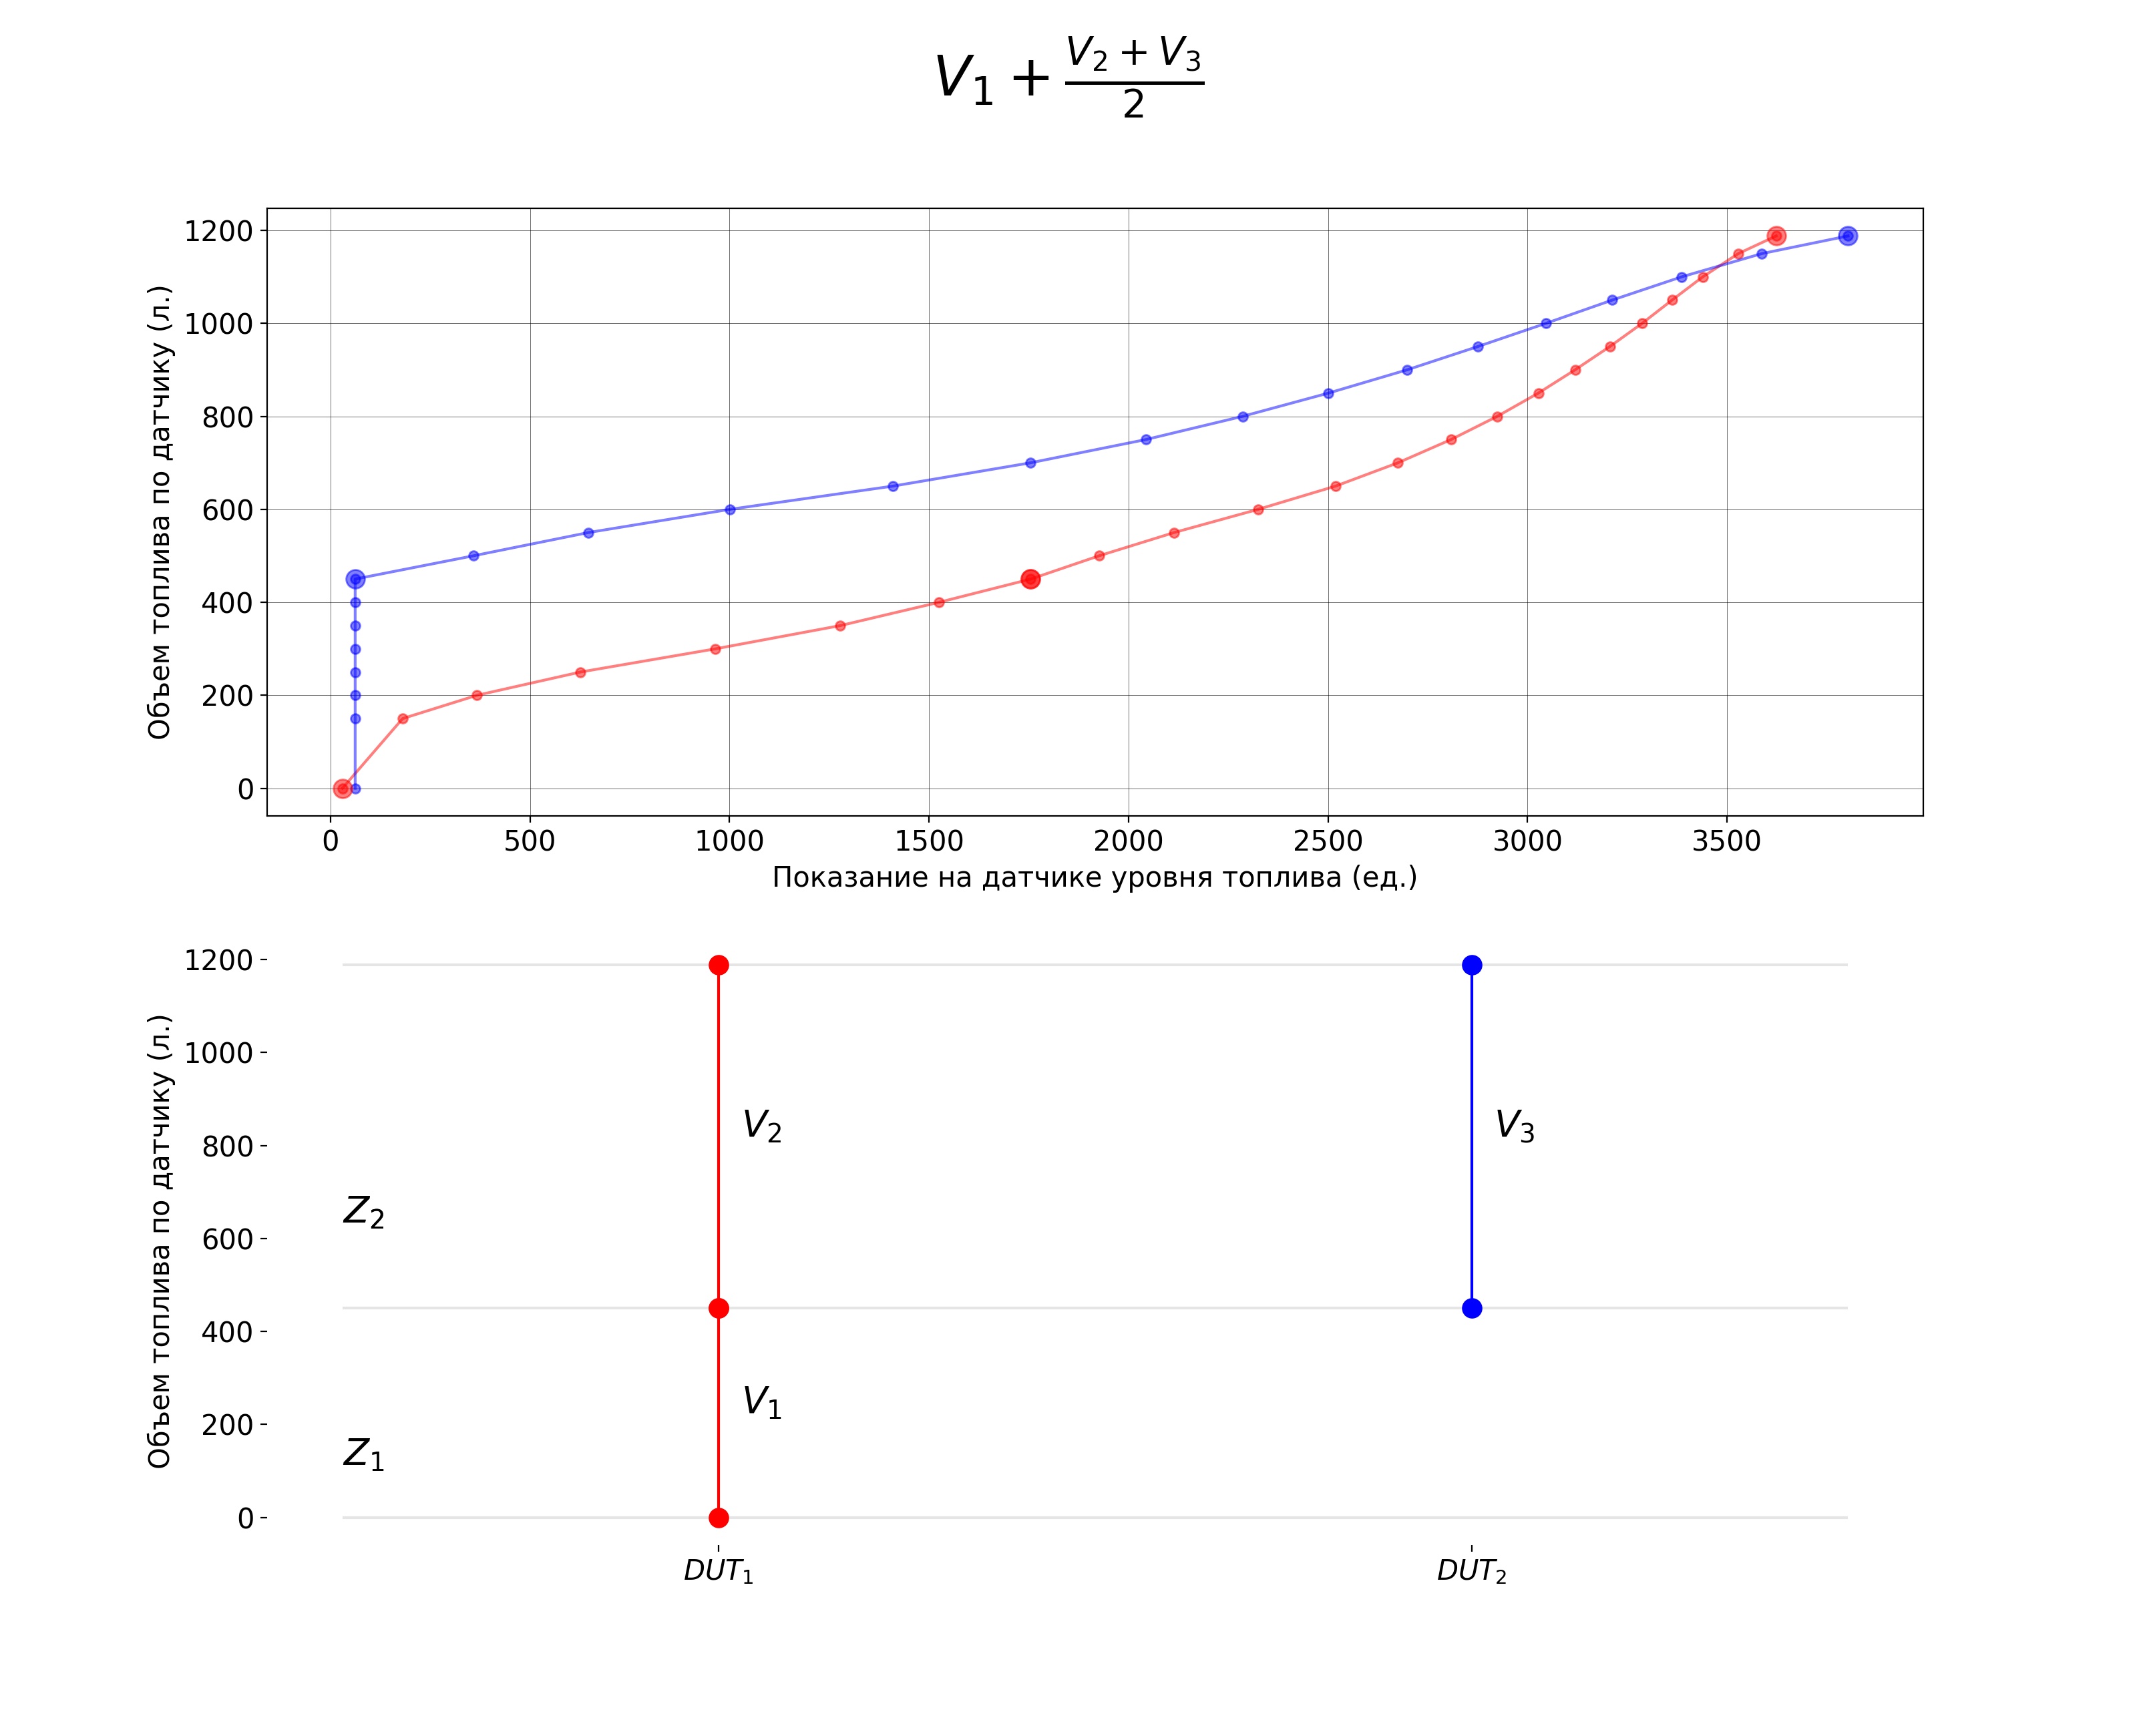 V₁ + (V₂ + V₃)/2
1200
1000
800
600
400
200
0
Объем топлива по датчику (л.)
0 500 1000 1500 2000 2500 3000 3500
Показание на датчике уровня топлива (ед.)
1200
1000
800
600
400
200
0
Объем топлива по датчику (л.)
V₂ V₃
Z₂
V₁
Z₁
DUT₁ DUT₂